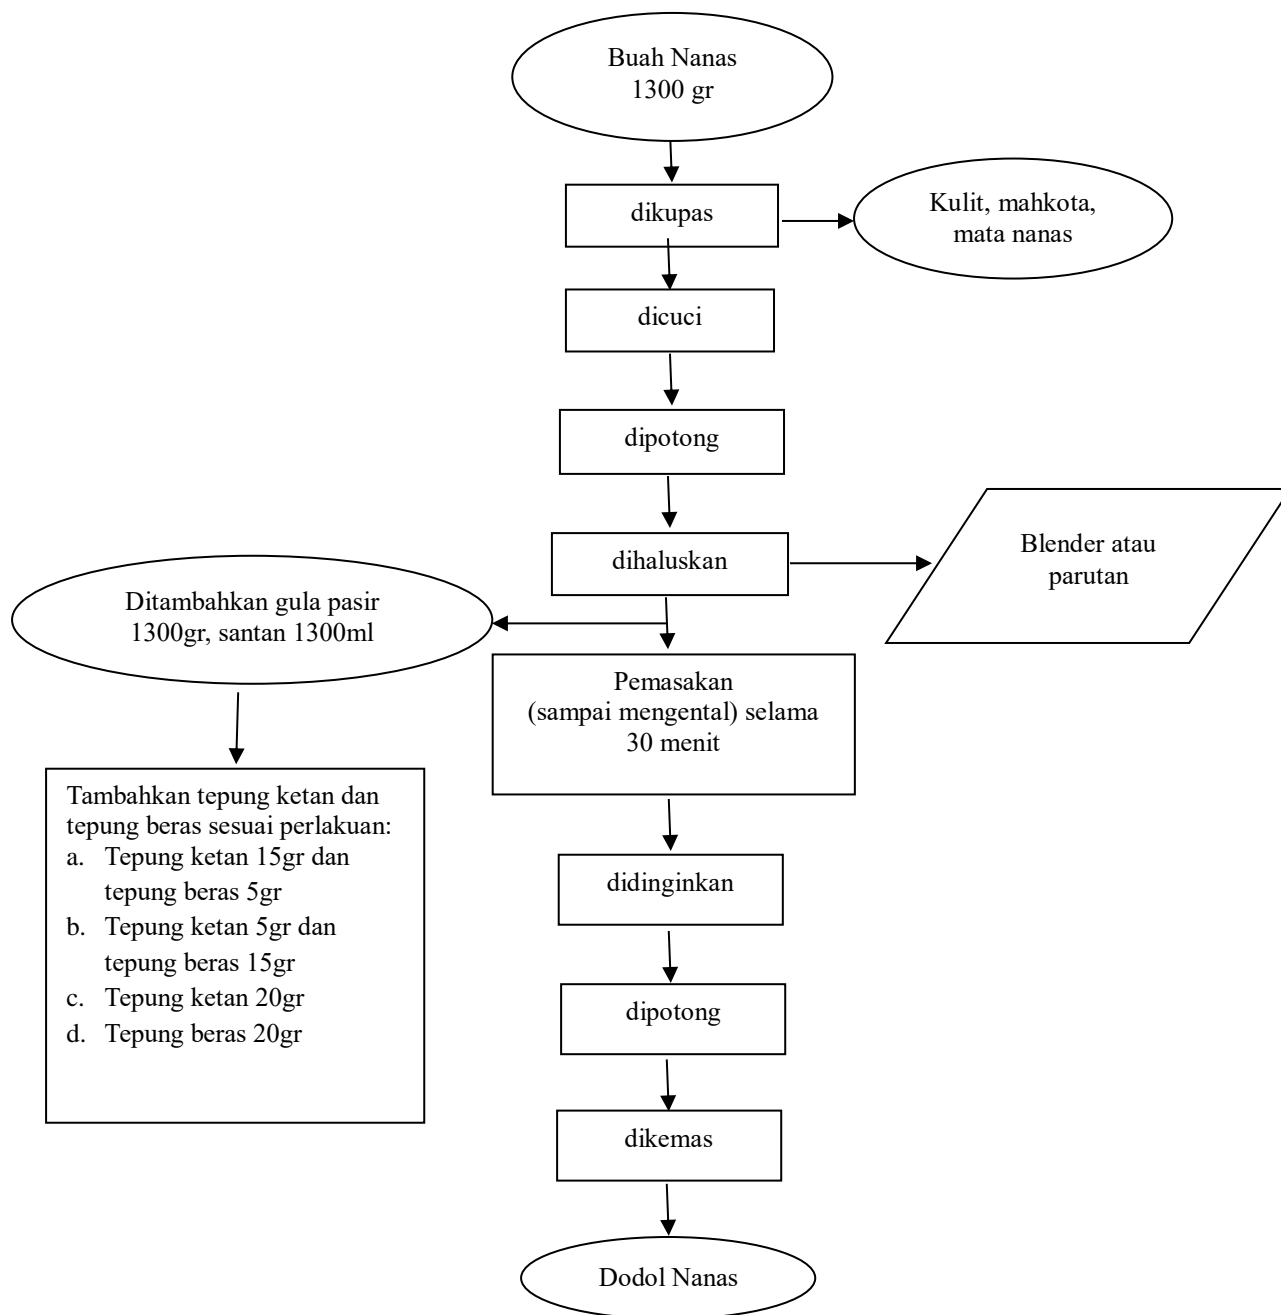 Buah Nanas
1300 gr
dikupas
Kulit, mahkota,
mata nanas
dicuci
dipotong
dihaluskan
Blender atau
parutan
Ditambahkan gula pasir
1300gr, santan 1300ml
Pemasakan
(sampai mengental) selama
30 menit
Tambahkan tepung ketan dan
tepung beras sesuai perlakuan:
a. Tepung ketan 15gr dan
tepung beras 5gr
b. Tepung ketan 5gr dan
tepung beras 15gr
c. Tepung ketan 20gr
d. Tepung beras 20gr
didinginkan
dipotong
dikemas
Dodol Nanas